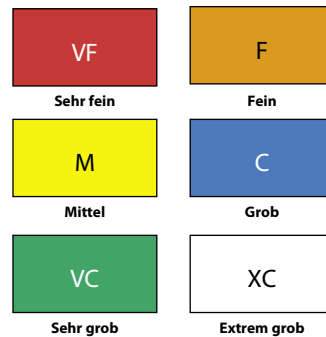 VF
F
Sehr fein
Fein
M
C
Mittel
Grob
VC
XC
Sehr grob
Extrem grob